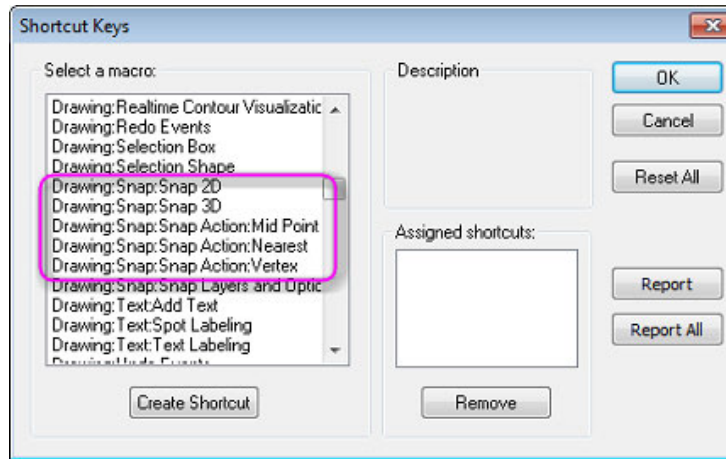 Shortcut Keys
Select a macro:
Drawing:Realtime Contour Visualizatic
Drawing:Redo Events
Drawing:Selection Box
Drawing:Selection Shape
Drawing:Snap:Snap 2D
Drawing:Snap:Snap 3D
Drawing:Snap:Snap Action:Mid Point
Drawing:Snap:Snap Action:Nearest
Drawing:Snap:Snap Action:Vertex
Drawing:Snap:Snap Layers and Optic
Drawing:Text:Add Text
Drawing:Text:Spot Labeling
Drawing:Text:Text Labeling
Drawing:Undo Events
Create Shortcut
Description
Assigned shortcuts:
Remove
OK
Cancel
Reset All
Report
Report All